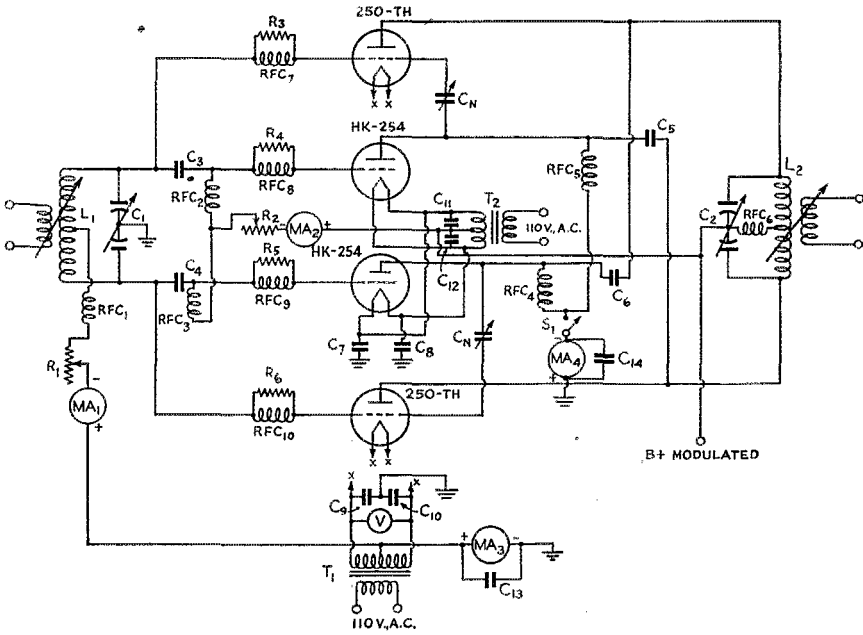 250-TH
R3
RFC7
CN
HK-254
R4
RFC8
C3
C5
RFC5
L1
C1
RFC2
R2
MA2
+
C11
T2
110V, A.C.
L2
C2
RFC6
HK-254
R5
RFC9
C4
RFC3
C12
RFC4
C6
RFC1
C7
C8
CN
S1
-
MA4
+
C14
R1
-
MA1
+
R6
RFC10
250-TH
B+ MODULATED
x x
x x
x x
C9
C10
V
T1
+
MA3
-
C13
110V., A.C.